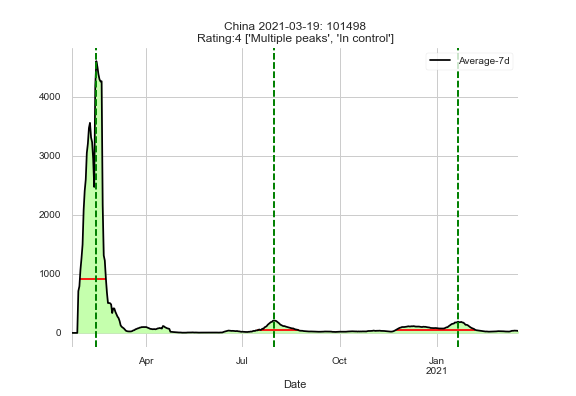 China 2021-03-19: 101498
Rating:4 ['Multiple peaks', 'In control']
Average-7d
4000
3000
2000
1000
0
Apr
Jul
Oct
Jan
2021
Date